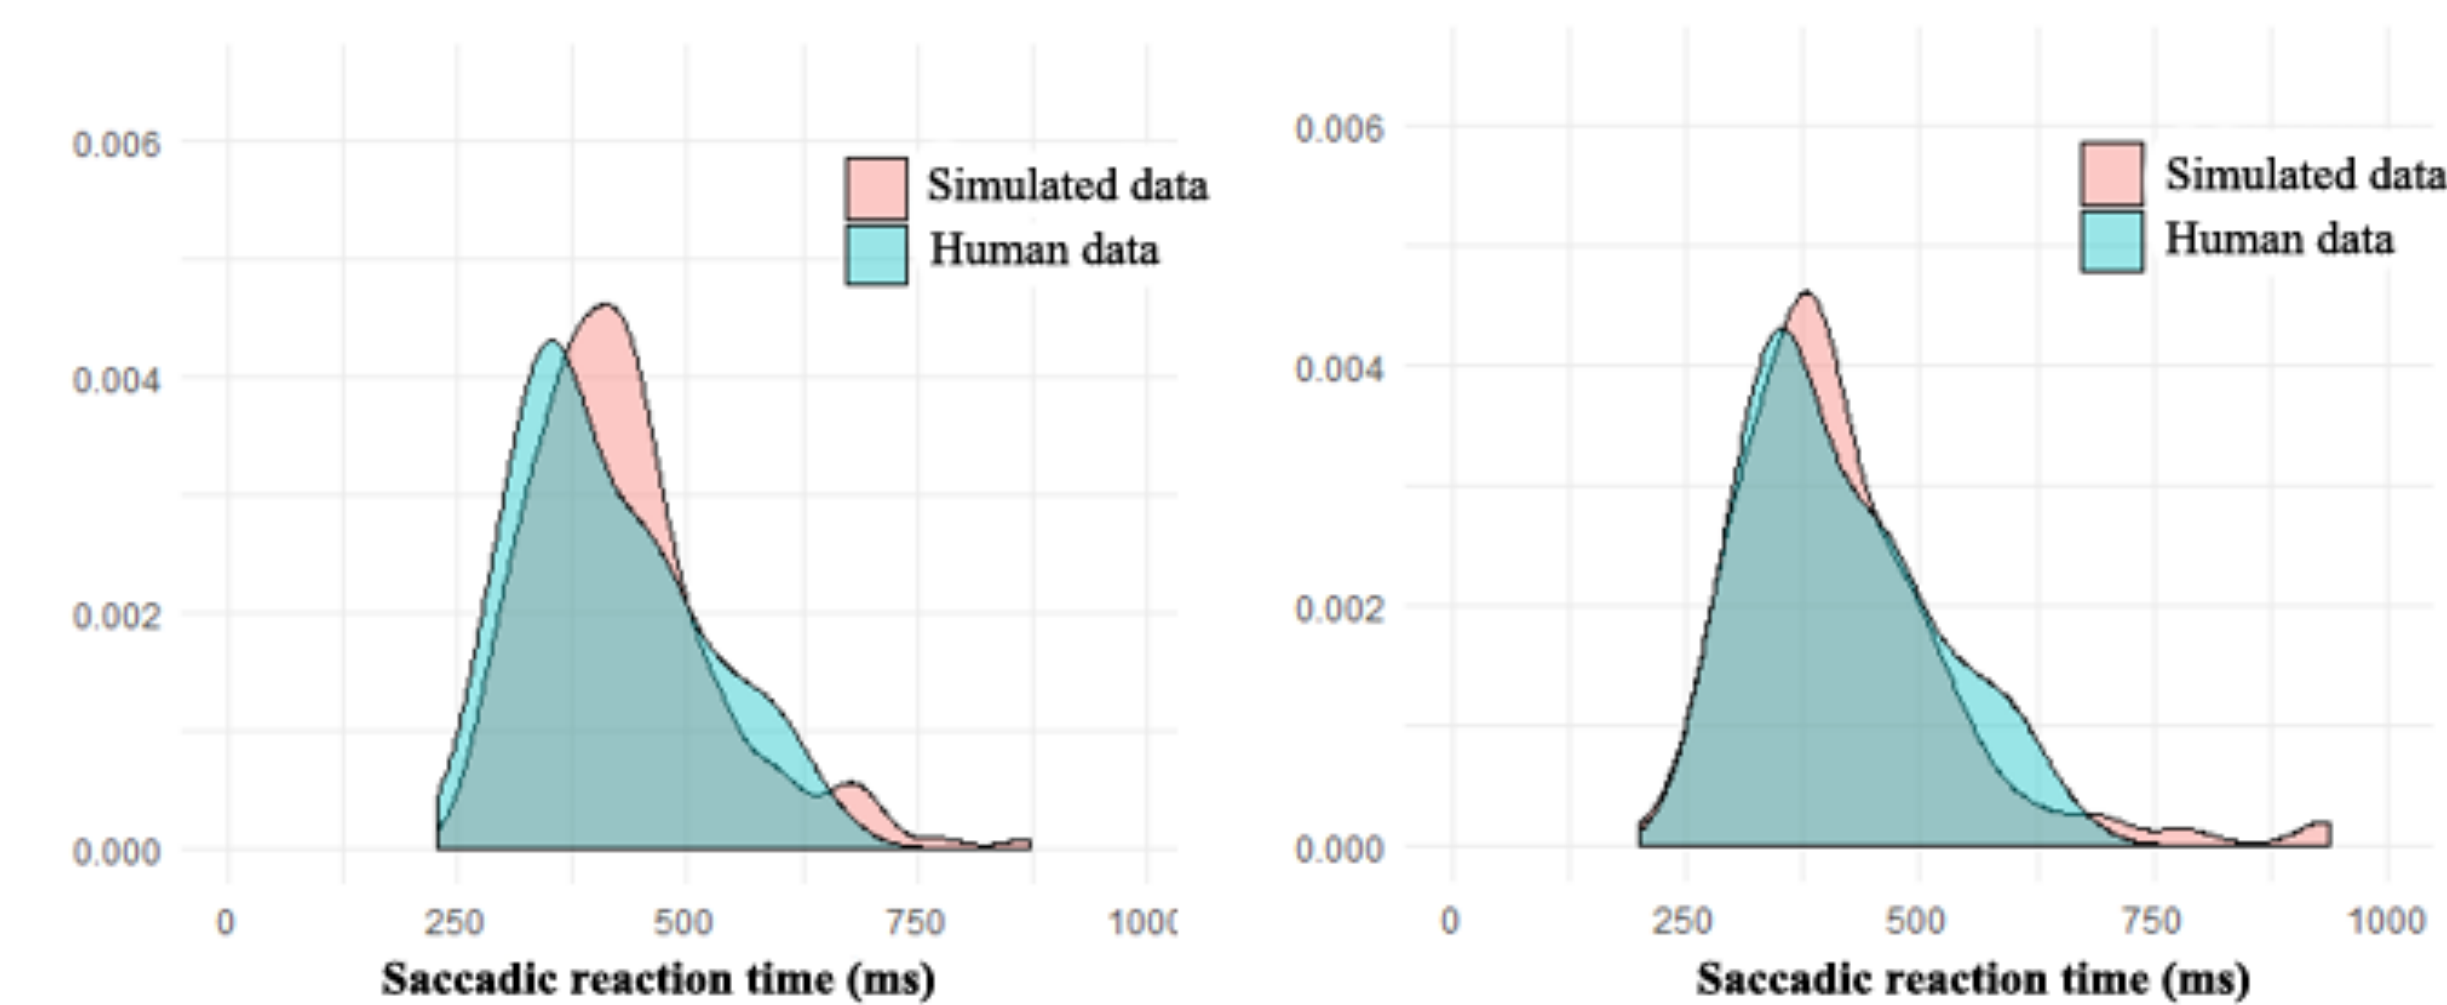 0.006
Simulated data
Human data
0.004
0.002
0.000
0 250 500 750 1000
Saccadic reaction time (ms)
0.006
Simulated data
Human data
0.004
0.002
0.000
0 250 500 750 1000
Saccadic reaction time (ms)